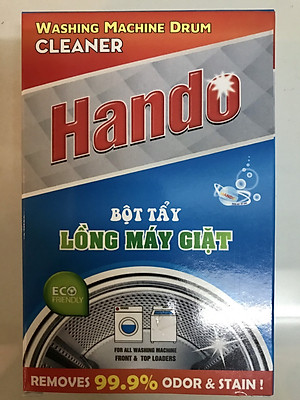 WASHING MACHINE DRUM
CLEANER
Hando
BỘT TẨY
LỒNG MÁY GIẶT
ECO
FRIENDLY
FOR ALL WASHING MACHINE
FRONT & TOP LOADERS
REMOVES 99.9% ODOR & STAIN !